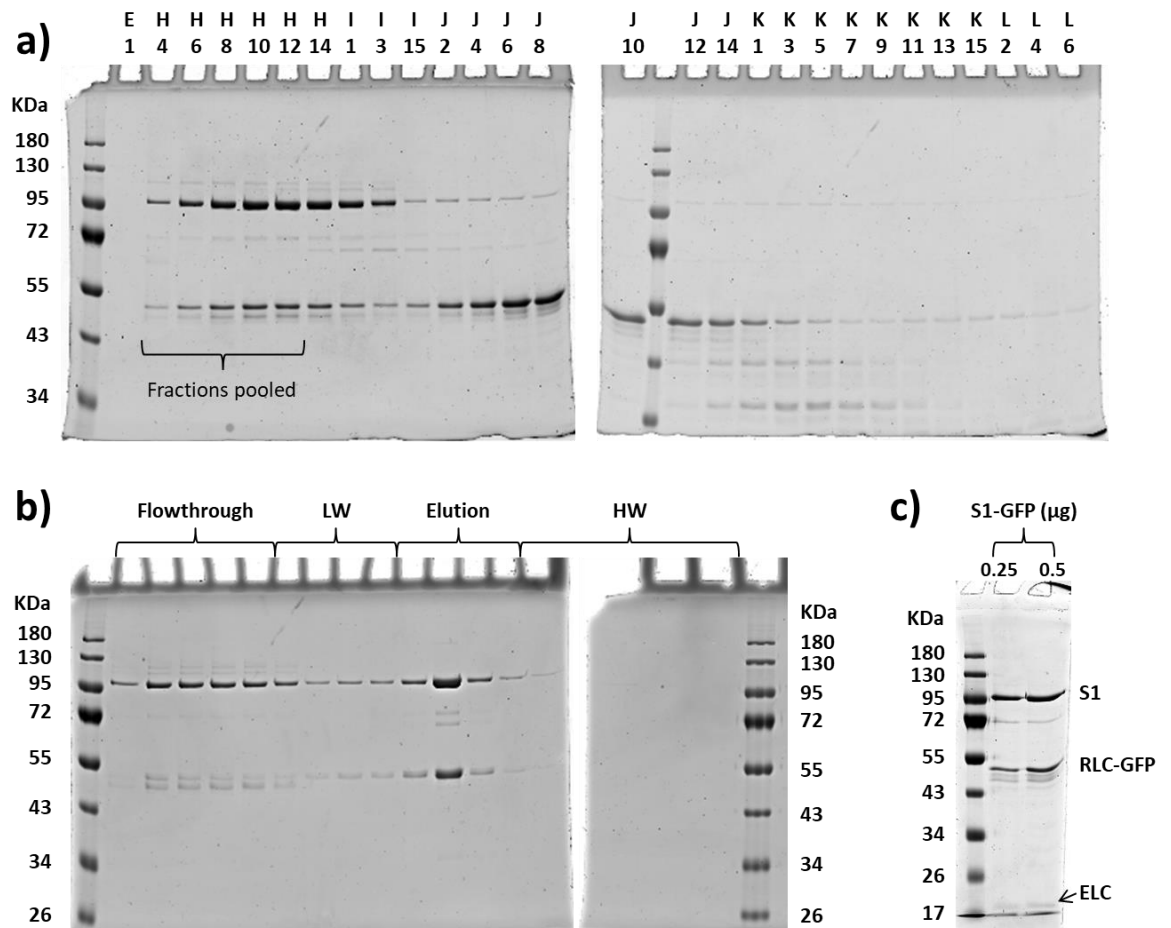 a)
E H H H H H H I I I J J J J
1 4 6 8 10 12 14 1 3 15 2 4 6 8
J J J K K K K K K K K L L L
10 12 14 1 3 5 7 9 11 13 15 2 4 6
KDa
180
130
95
72
55
43
34
Fractions pooled
b)
Flowthrough LW Elution HW
KDa
180
130
95
72
55
43
34
26
KDa
180
130
95
72
55
43
34
26
c)
S1-GFP (µg)
0.25 0.5
KDa
180
130
95
72
55
43
34
26
17
S1
RLC-GFP
ELC